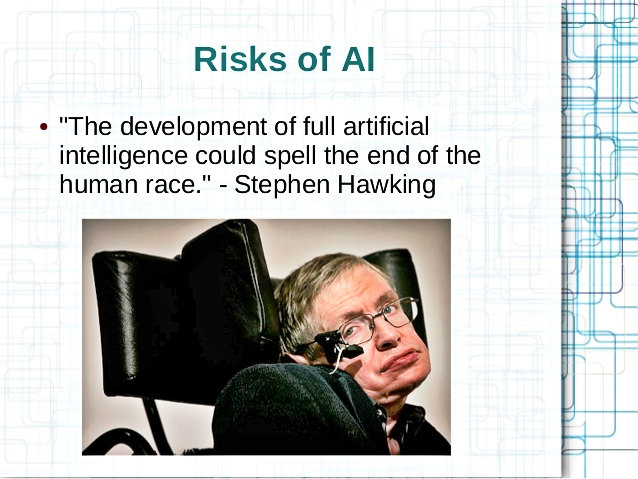 Risks of AI
• "The development of full artificial
intelligence could spell the end of the
human race." - Stephen Hawking